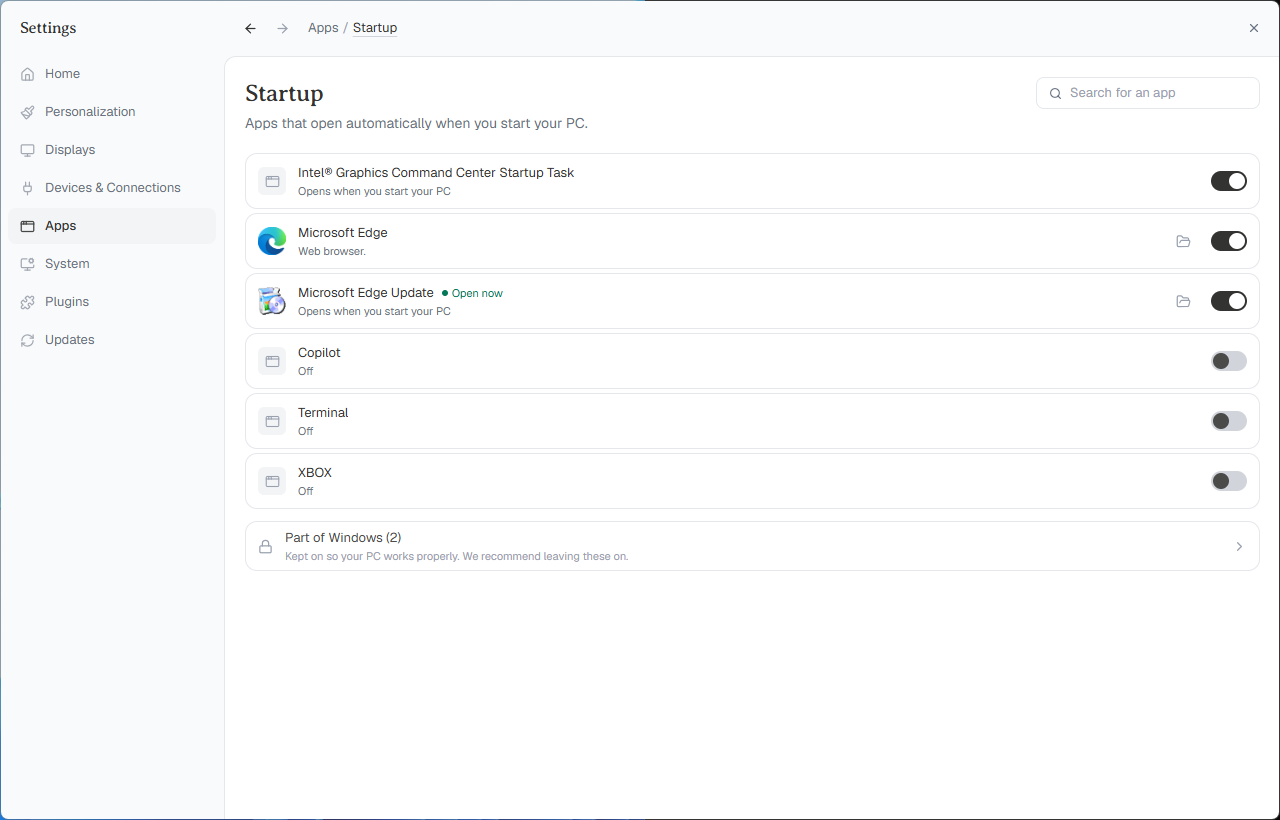 Settings
Apps / Startup
Home
Personalization
Displays
Devices & Connections
Apps
System
Plugins
Updates
Startup
Search for an app
Apps that open automatically when you start your PC.
Intel® Graphics Command Center Startup Task
Opens when you start your PC
Microsoft Edge
Web browser.
Microsoft Edge Update Open now
Opens when you start your PC
Copilot
Off
Terminal
Off
XBOX
Off
Part of Windows (2)
Kept on so your PC works properly. We recommend leaving these on.